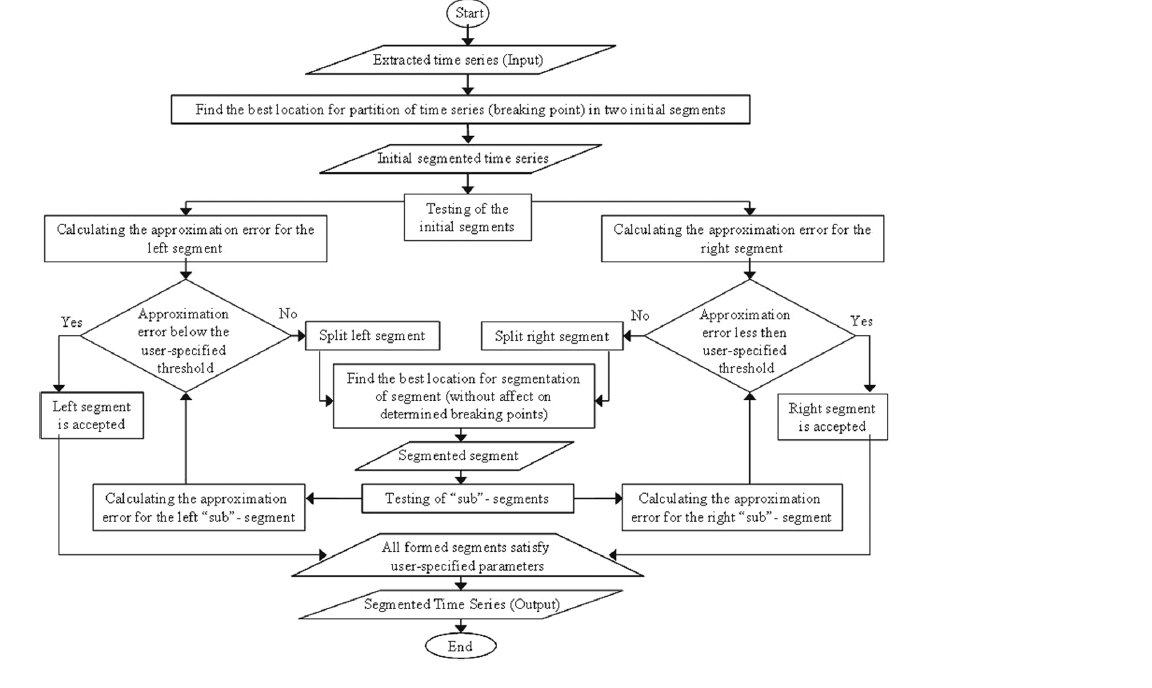 Start
Extracted time series (Input)
Find the best location for partition of time series (breaking point) in two initial segments
Initial segmented time series
Testing of the
initial segments
Calculating the approximation error for the
left segment
Calculating the approximation error for the
right segment
Yes
Approximation
error below the
user-specified
threshold
No
Split left segment
Split right segment
No
Approximation
error less then
user-specified
threshold
Yes
Left segment
is accepted
Find the best location for segmentation
of segment (without affect on
determined breaking points)
Right segment
is accepted
Segmented segment
Calculating the approximation
error for the left “sub”- segment
Testing of “sub”- segments
Calculating the approximation
error for the right “sub”- segment
All formed segments satisfy
user-specified parameters
Segmented Time Series (Output)
End